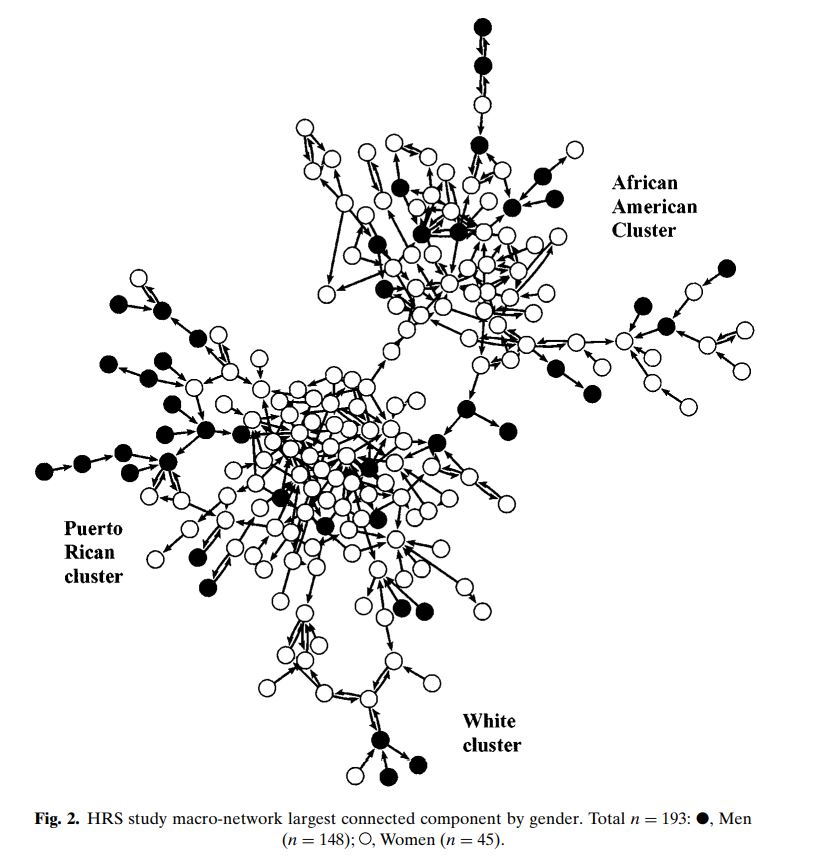 African
American
Cluster
Puerto
Rican
cluster
White
cluster
Fig. 2. HRS study macro-network largest connected component by gender. Total n = 193: ●, Men
(n = 148); ○, Women (n = 45).